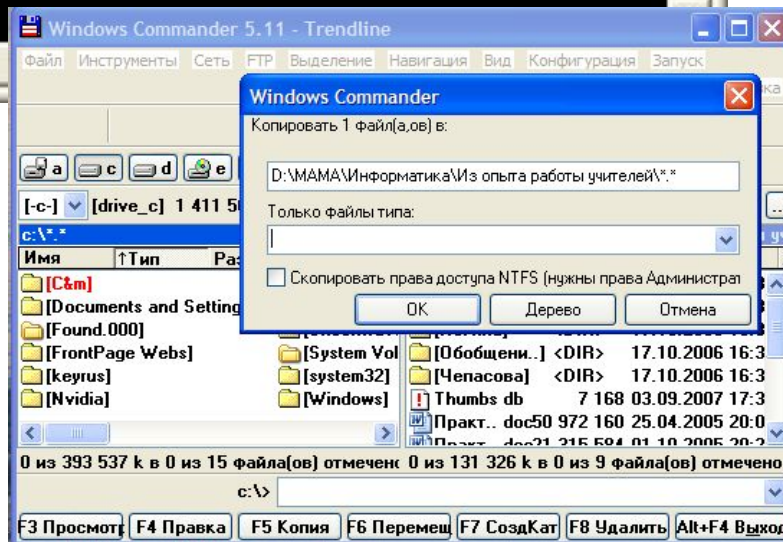 Windows Commander 5.11 - Trendline
Файл Инструменты Сеть FTP Выделение Навигация Вид Конфигурация Запуск
Windows Commander
Копировать 1 файл(а,ов) в:
D:\МАМА\Информатика\Из опыта работы учителей\*.*
Только файлы типа:
Скопировать права доступа NTFS (нужны права Администрат
OK Дерево Отмена
a c d e
[-c-] [drive_c] 1 411
c:\*.*
Имя ↑Тип Ра
[C&m]
[Documents and Setting
[Found.000]
[FrontPage Webs] [System Vol [Обобщени..] <DIR> 17.10.2006 16:3
[keyrus] [system32] [Чепасова] <DIR> 17.10.2006 16:3
[Nvidia] [Windows] Thumbs db 7 168 03.09.2007 17:3
Практ.. doc 50 972 160 25.04.2005 20:0
0 из 393 537 k в 0 из 15 файла(ов) отмечен 0 из 131 326 k в 0 из 9 файла(ов) отмечено
c:\>
F3 Просмотр F4 Правка F5 Копия F6 Перемещ F7 СоздКат F8 Удалить Alt+F4 Выход